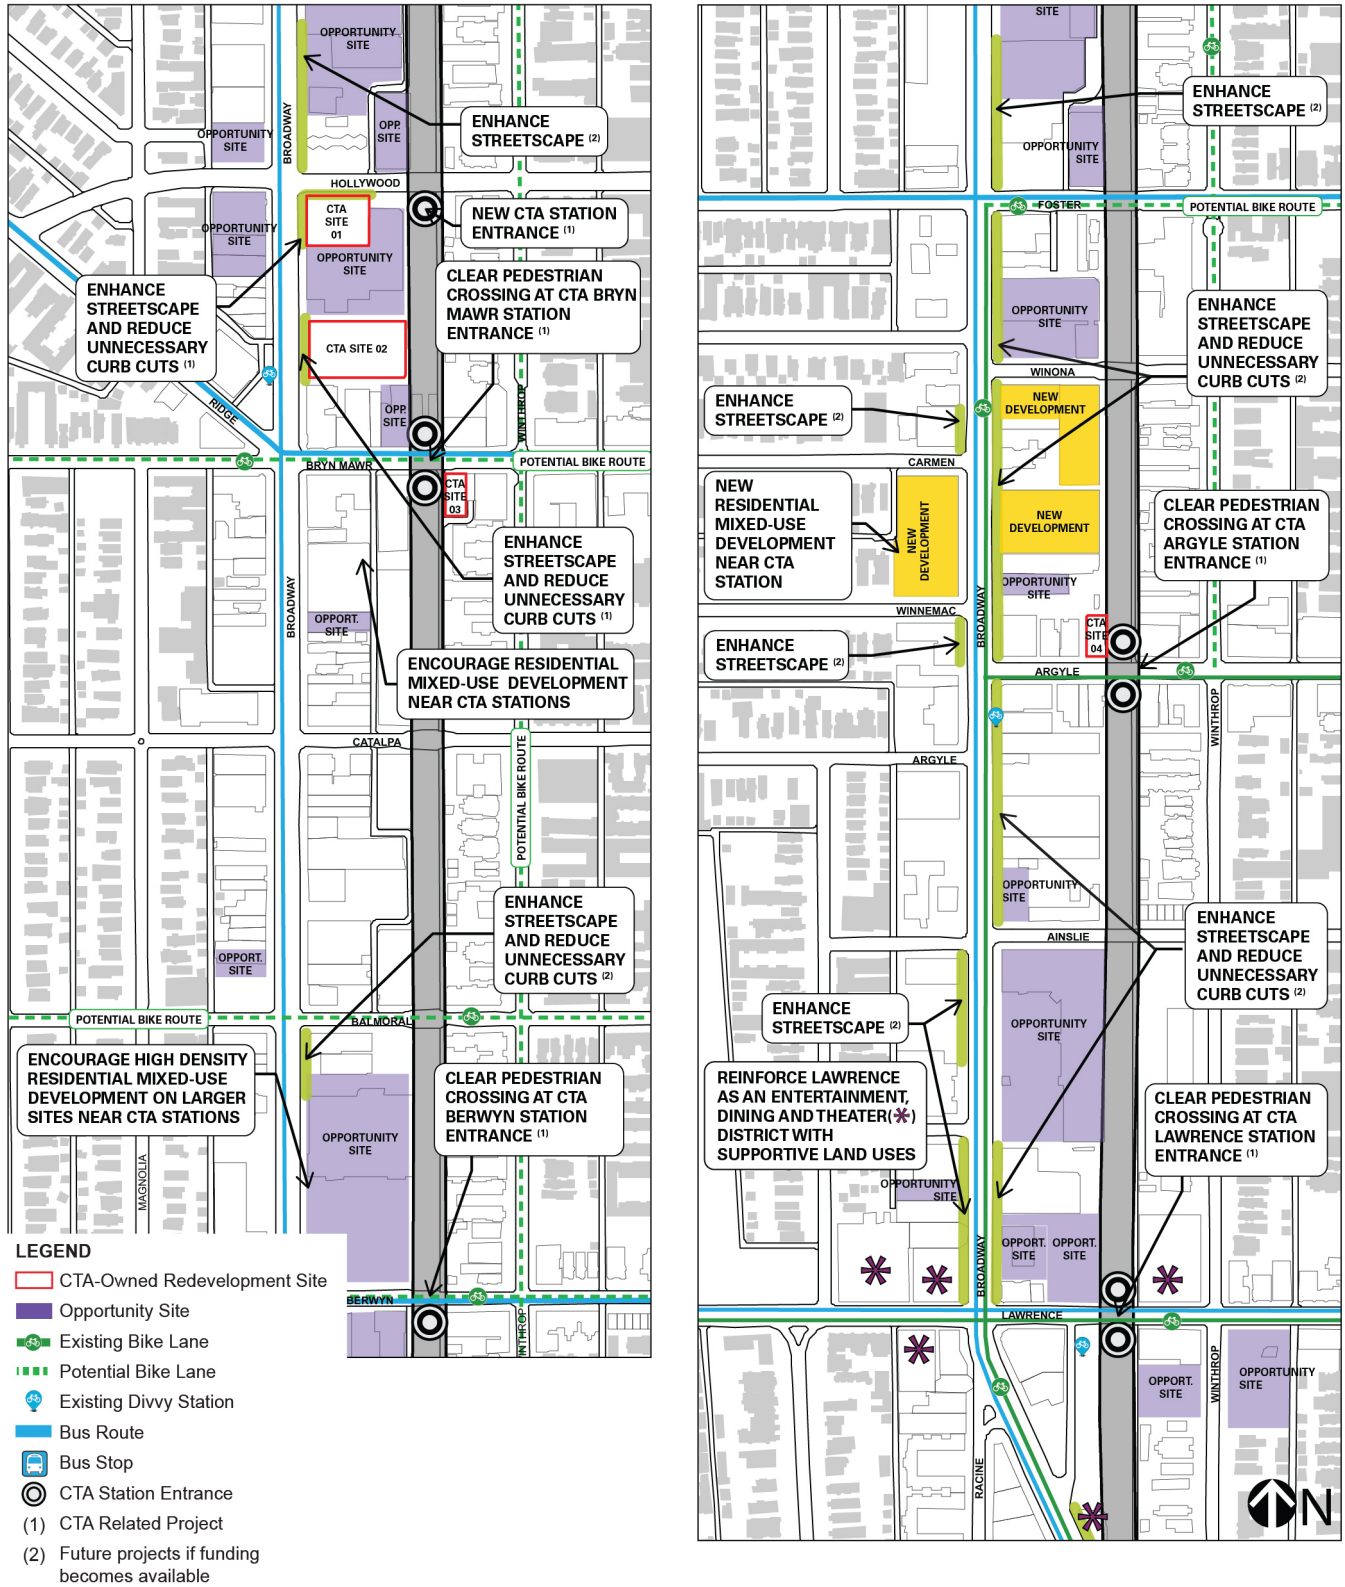 OPPORTUNITY
SITE
OPP.
SITE
OPPORTUNITY
SITE
BROADWAY
ENHANCE
STREETSCAPE (2)
HOLLYWOOD
CTA
SITE
01
NEW CTA STATION
ENTRANCE (1)
OPPORTUNITY
SITE
OPPORTUNITY
SITE
ENHANCE
STREETSCAPE
AND REDUCE
UNNECESSARY
CURB CUTS (1)
CLEAR PEDESTRIAN
CROSSING AT CTA BRYN
MAWR STATION
ENTRANCE (1)
CTA SITE 02
RIDGE
OPP.
SITE
WINTHROP
BRYN MAWR
POTENTIAL BIKE ROUTE
CTA
SITE
03
ENHANCE
STREETSCAPE
AND REDUCE
UNNECESSARY
CURB CUTS (1)
BROADWAY
OPPORT.
SITE
ENCOURAGE RESIDENTIAL
MIXED-USE DEVELOPMENT
NEAR CTA STATIONS
CATALPA
POTENTIAL BIKE ROUTE
ENHANCE
STREETSCAPE
AND REDUCE
UNNECESSARY
CURB CUTS (2)
OPPORT.
SITE
POTENTIAL BIKE ROUTE
BALMORAL
ENCOURAGE HIGH DENSITY
RESIDENTIAL MIXED-USE
DEVELOPMENT ON LARGER
SITES NEAR CTA STATIONS
CLEAR PEDESTRIAN
CROSSING AT CTA
BERWYN STATION
ENTRANCE (1)
OPPORTUNITY
SITE
MAGNOLIA
BERWYN
INTHROP
LEGEND
CTA-Owned Redevelopment Site
Opportunity Site
Existing Bike Lane
Potential Bike Lane
Existing Divvy Station
Bus Route
Bus Stop
CTA Station Entrance
(1) CTA Related Project
(2) Future projects if funding
becomes available
SITE
ENHANCE
STREETSCAPE (2)
OPPORTUNITY
SITE
FOSTER
POTENTIAL BIKE ROUTE
OPPORTUNITY
SITE
ENHANCE
STREETSCAPE
AND REDUCE
UNNECESSARY
CURB CUTS (2)
WINONA
ENHANCE
STREETSCAPE (2)
NEW
DEVELOPMENT
CARMEN
NEW
RESIDENTIAL
MIXED-USE
DEVELOPMENT
NEAR CTA
STATION
NEW
DEVELOPMENT
NEW
DEVELOPMENT
CLEAR PEDESTRIAN
CROSSING AT CTA
ARGYLE STATION
ENTRANCE (1)
OPPORTUNITY
SITE
WINNEMAC
BROADWAY
CTA
SITE
04
ENHANCE
STREETSCAPE (2)
ARGYLE
WINTHROP
ARGYLE
OPPORTUNITY
SITE
ENHANCE
STREETSCAPE
AND REDUCE
UNNECESSARY
CURB CUTS (2)
AINSLIE
ENHANCE
STREETSCAPE (2)
OPPORTUNITY
SITE
REINFORCE LAWRENCE
AS AN ENTERTAINMENT,
DINING AND THEATER( )
DISTRICT WITH
SUPPORTIVE LAND USES
CLEAR PEDESTRIAN
CROSSING AT CTA
LAWRENCE STATION
ENTRANCE (1)
OPPORTUNITY
SITE
BROADWAY
OPPORT.
SITE
OPPORT.
SITE
LAWRENCE
WINTHROP
OPPORT.
SITE
OPPORTUNITY
SITE
RACINE
N